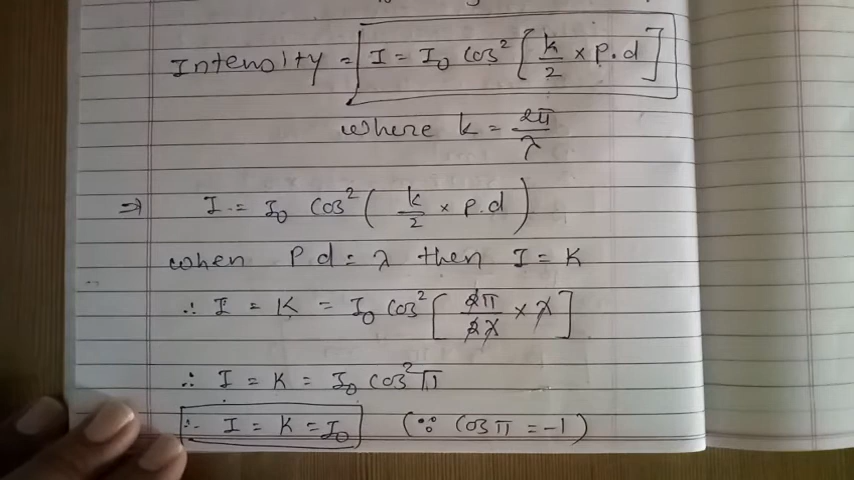 Intensity = I = I₀ cos² [ k/2 × P.d ]
where k = 2π/λ
⇒ I = I₀ cos² ( k/2 × P.d )
when P d = λ then I = K
∴ I = K = I₀ cos² [ 2π/2λ × λ ]
∴ I = K = I₀ cos² π
∴ I = K = I₀ (∵ cos π = -1)